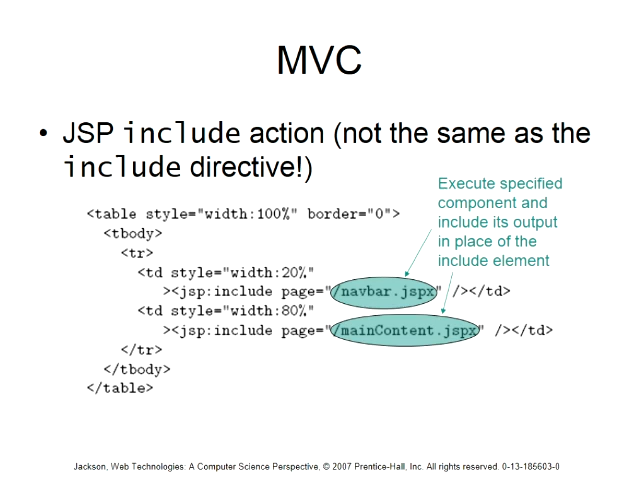 MVC
• JSP include action (not the same as the
include directive!)
Execute specified
component and
include its output
in place of the
include element
<table style="width:100%" border="0">
<tbody>
<tr>
<td style="width:20%"
><jsp:include page="/navbar.jspx" /></td>
<td style="width:80%"
><jsp:include page="/mainContent.jspx" /></td>
</tr>
</tbody>
</table>
Jackson, Web Technologies: A Computer Science Perspective, © 2007 Prentice-Hall, Inc. All rights reserved. 0-13-185603-0